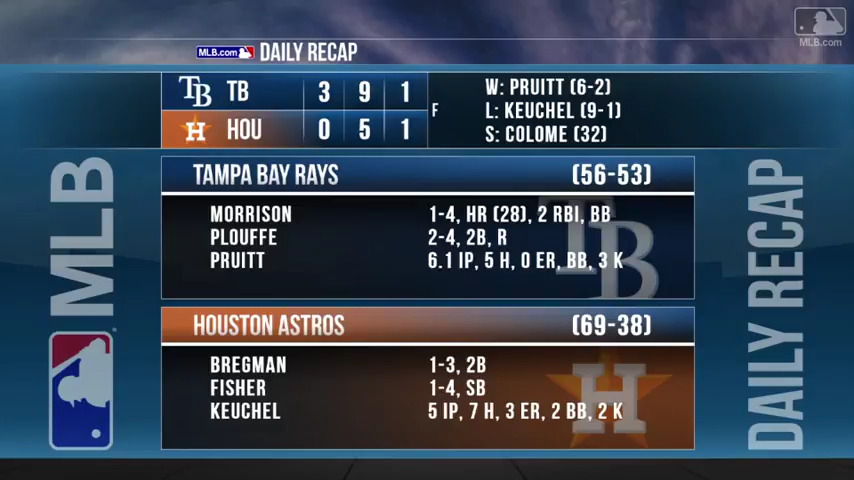 MLB.com
MLB.com DAILY RECAP
TB TB 3 9 1
F
H HOU 0 5 1
W: PRUITT (6-2)
L: KEUCHEL (9-1)
S: COLOME (32)
TAMPA BAY RAYS (56-53)
MORRISON 1-4, HR (28), 2 RBI, BB
PLOUFFE 2-4, 2B, R
PRUITT 6.1 IP, 5 H, 0 ER, BB, 3 K
TB
HOUSTON ASTROS (69-38)
BREGMAN 1-3, 2B
FISHER 1-4, SB
KEUCHEL 5 IP, 7 H, 3 ER, 2 BB, 2 K
H
MLB
DAILY RECAP